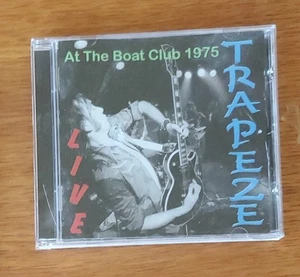 At The Boat Club 1975
TRAPEZE
LIVE